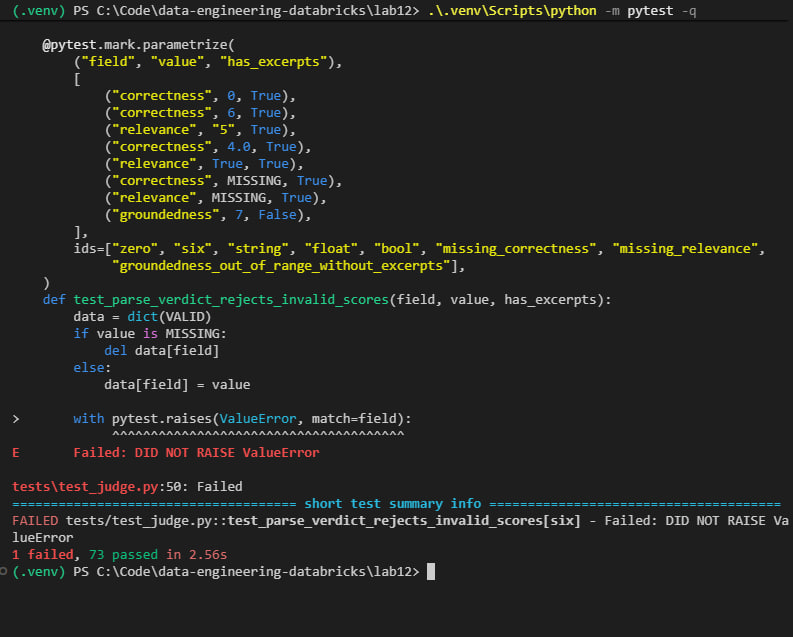 (.venv) PS C:\Code\data-engineering-databricks\lab12> .\.venv\Scripts\python -m pytest -q
    @pytest.mark.parametrize(
        ("field", "value", "has_excerpts"),
        [
            ("correctness", 0, True),
            ("correctness", 6, True),
            ("relevance", "5", True),
            ("correctness", 4.0, True),
            ("relevance", True, True),
            ("correctness", MISSING, True),
            ("relevance", MISSING, True),
            ("groundedness", 7, False),
        ],
        ids=["zero", "six", "string", "float", "bool", "missing_correctness", "missing_relevance",
             "groundedness_out_of_range_without_excerpts"],
    )
    def test_parse_verdict_rejects_invalid_scores(field, value, has_excerpts):
        data = dict(VALID)
        if value is MISSING:
            del data[field]
        else:
            data[field] = value
>       with pytest.raises(ValueError, match=field):
             ^^^^^^^^^^^^^^^^^^^^^^^^^^^^^^^^^^^^^^
E       Failed: DID NOT RAISE ValueError
tests\test_judge.py:50: Failed
===================================== short test summary info ======================================
FAILED tests/test_judge.py::test_parse_verdict_rejects_invalid_scores[six] - Failed: DID NOT RAISE Va
lueError
1 failed, 73 passed in 2.56s
(.venv) PS C:\Code\data-engineering-databricks\lab12>